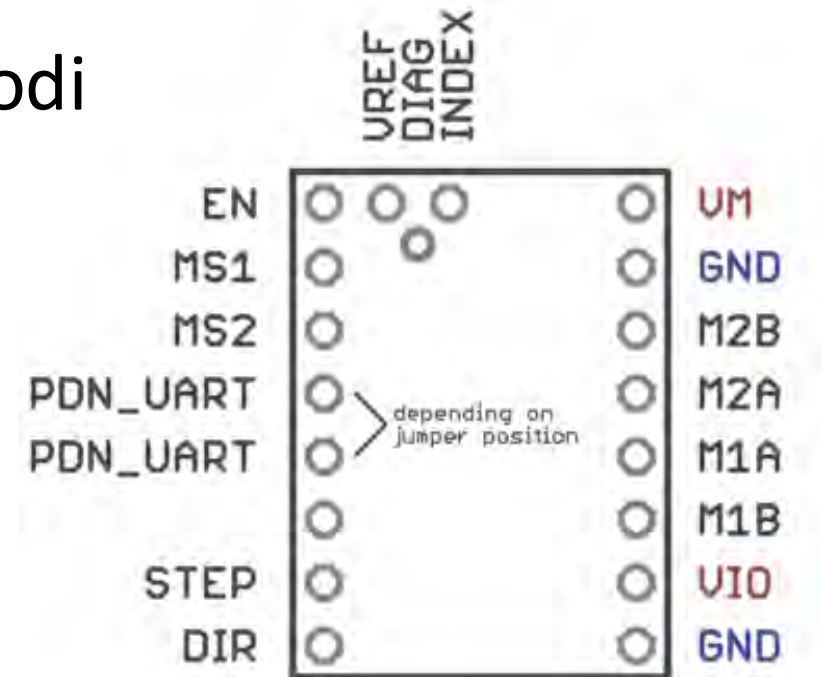 odi
VREF
DIAG
INDEX
EN
VM
MS1
GND
MS2
M2B
PDN_UART
M2A
depending on
jumper position
PDN_UART
M1A
M1B
STEP
VIO
DIR
GND